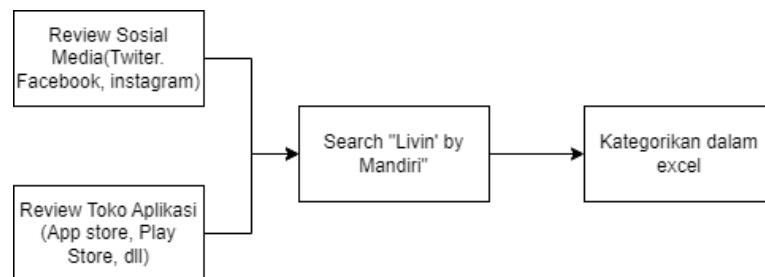 Review Sosial
Media(Twiter.
Facebook, instagram)
Search "Livin' by
Mandiri"
Kategorikan dalam
excel
Review Toko Aplikasi
(App store, Play
Store, dll)